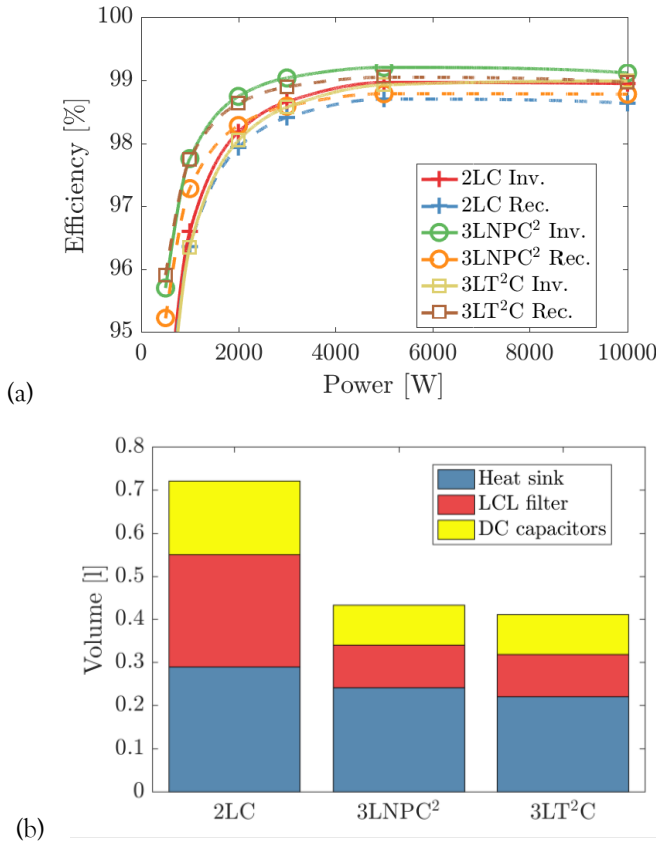 100
99
98
97
96
95
Efficiency [%]
2LC Inv.
2LC Rec.
3LNPC² Inv.
3LNPC² Rec.
3LT²C Inv.
3LT²C Rec.
0
2000
4000
6000
8000
10000
Power [W]
(a)
0.8
0.7
0.6
0.5
0.4
0.3
0.2
0.1
0
Volume [l]
Heat sink
LCL filter
DC capacitors
2LC
3LNPC²
3LT²C
(b)